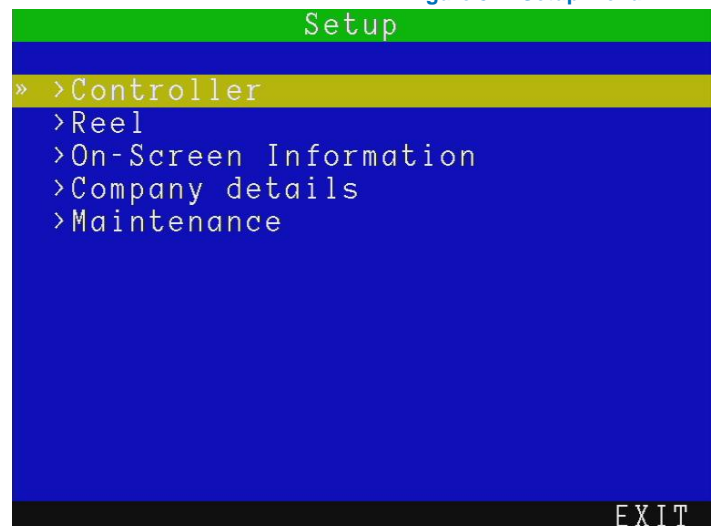 Setup
» >Controller
>Reel
>On-Screen Information
>Company details
>Maintenance
EXIT